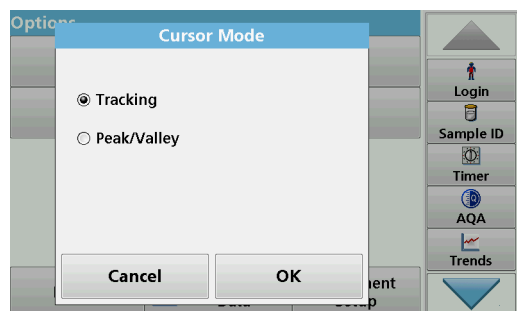 Options
Cursor Mode
Tracking
Peak/Valley
Cancel
OK
Login
Sample ID
Timer
AQA
Trends